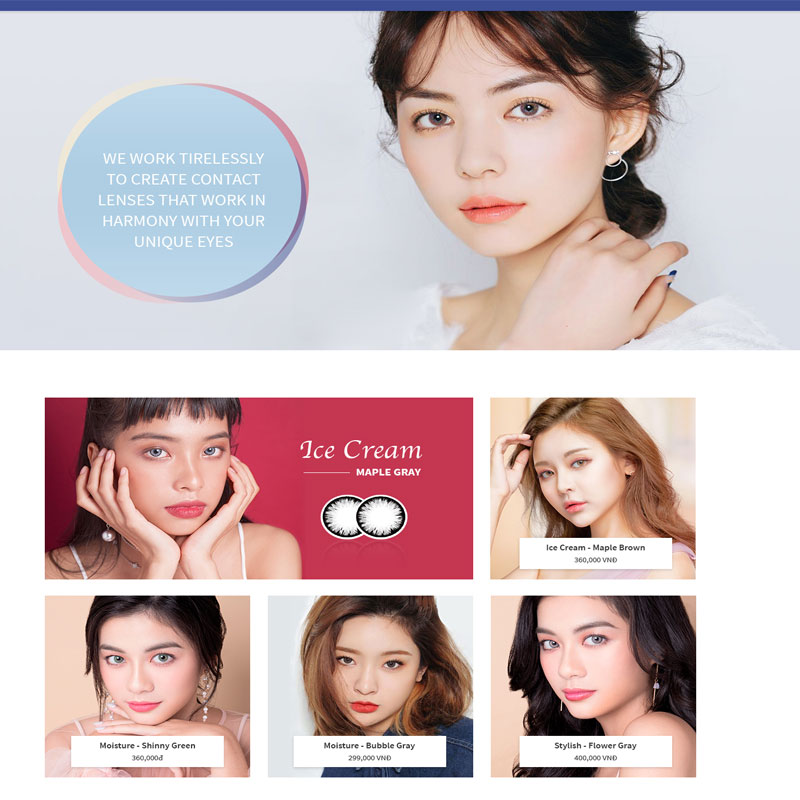 WE WORK TIRELESSLY
TO CREATE CONTACT
LENSES THAT WORK IN
HARMONY WITH YOUR
UNIQUE EYES
Ice Cream
MAPLE GRAY
Ice Cream - Maple Brown
360,000 VNĐ
Moisture - Shinny Green
360,000đ
Moisture - Bubble Gray
299,000 VNĐ
Stylish - Flower Gray
400,000 VNĐ